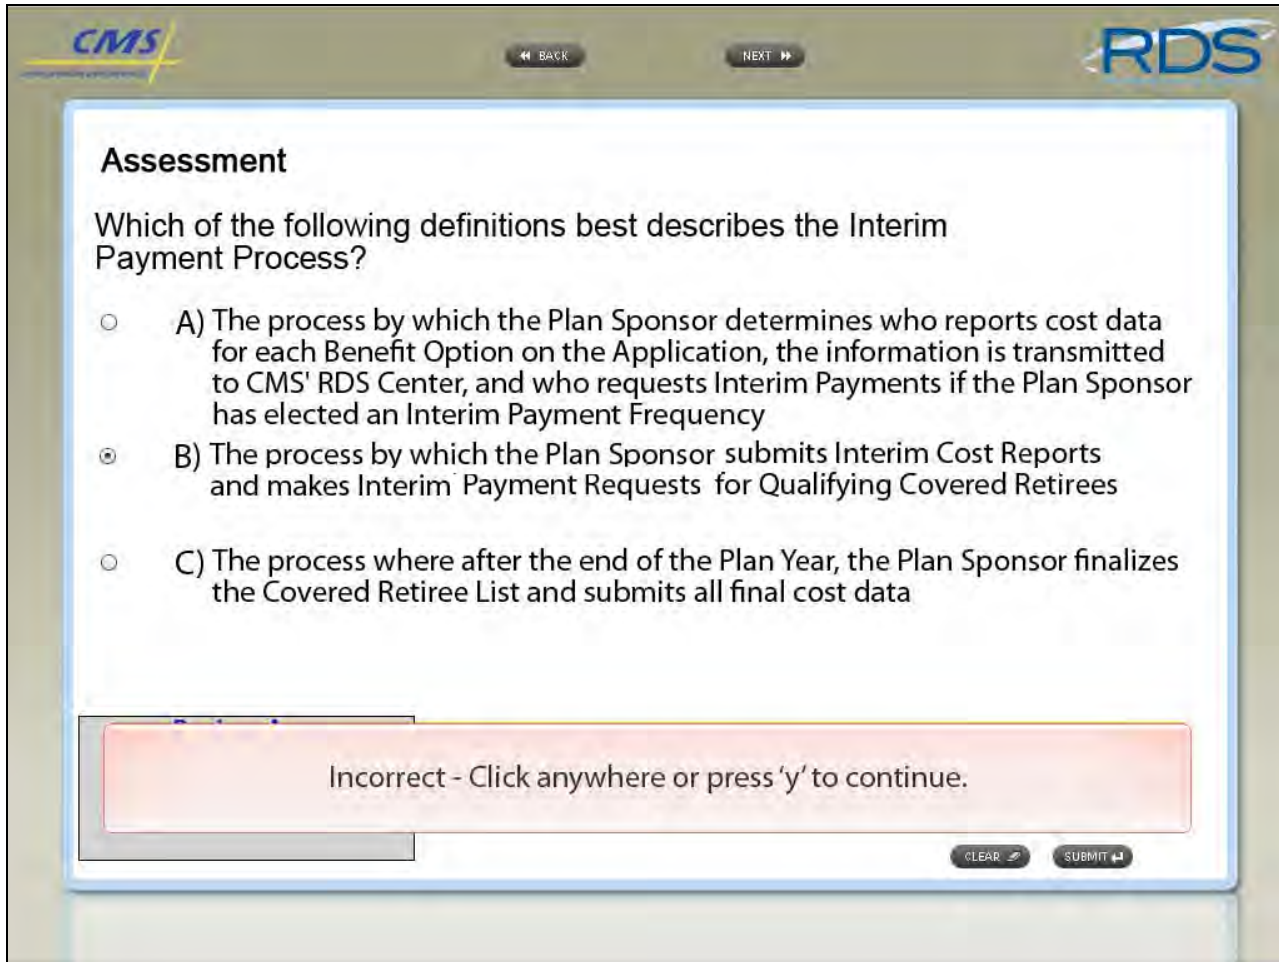 CMS
BACK
NEXT
RDS
Assessment
Which of the following definitions best describes the Interim
Payment Process?
A) The process by which the Plan Sponsor determines who reports cost data
for each Benefit Option on the Application, the information is transmitted
to CMS' RDS Center, and who requests Interim Payments if the Plan Sponsor
has elected an Interim Payment Frequency
B) The process by which the Plan Sponsor submits Interim Cost Reports
and makes Interim Payment Requests for Qualifying Covered Retirees
C) The process where after the end of the Plan Year, the Plan Sponsor finalizes
the Covered Retiree List and submits all final cost data
Incorrect - Click anywhere or press 'y' to continue.
CLEAR
SUBMIT